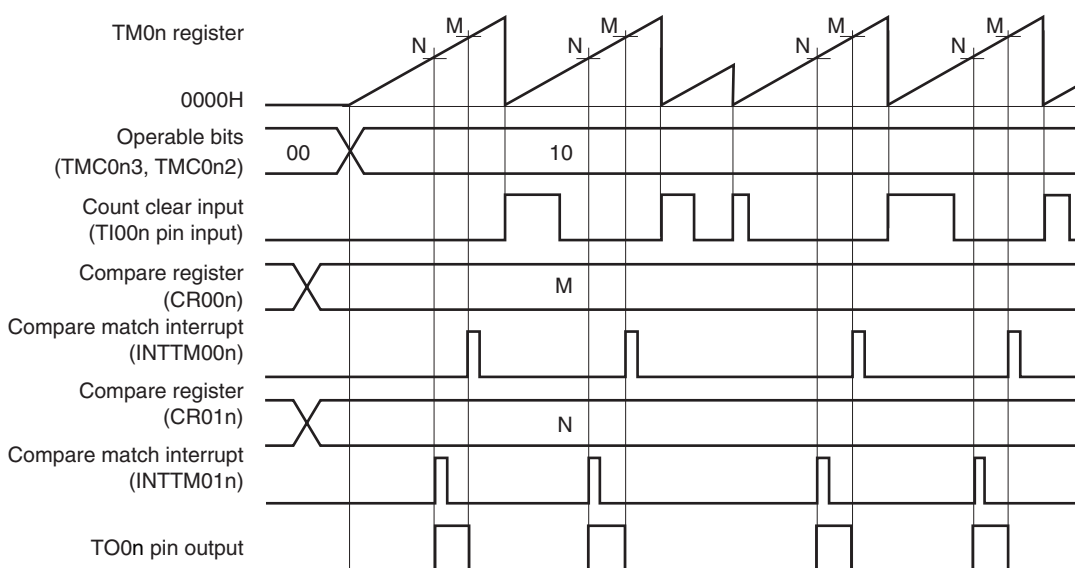 TM0n register
N M N M N M N M
0000H
Operable bits
(TMC0n3, TMC0n2)
00 10
Count clear input
(TI00n pin input)
Compare register
(CR00n)
M
Compare match interrupt
(INTTM00n)
Compare register
(CR01n)
N
Compare match interrupt
(INTTM01n)
TO0n pin output